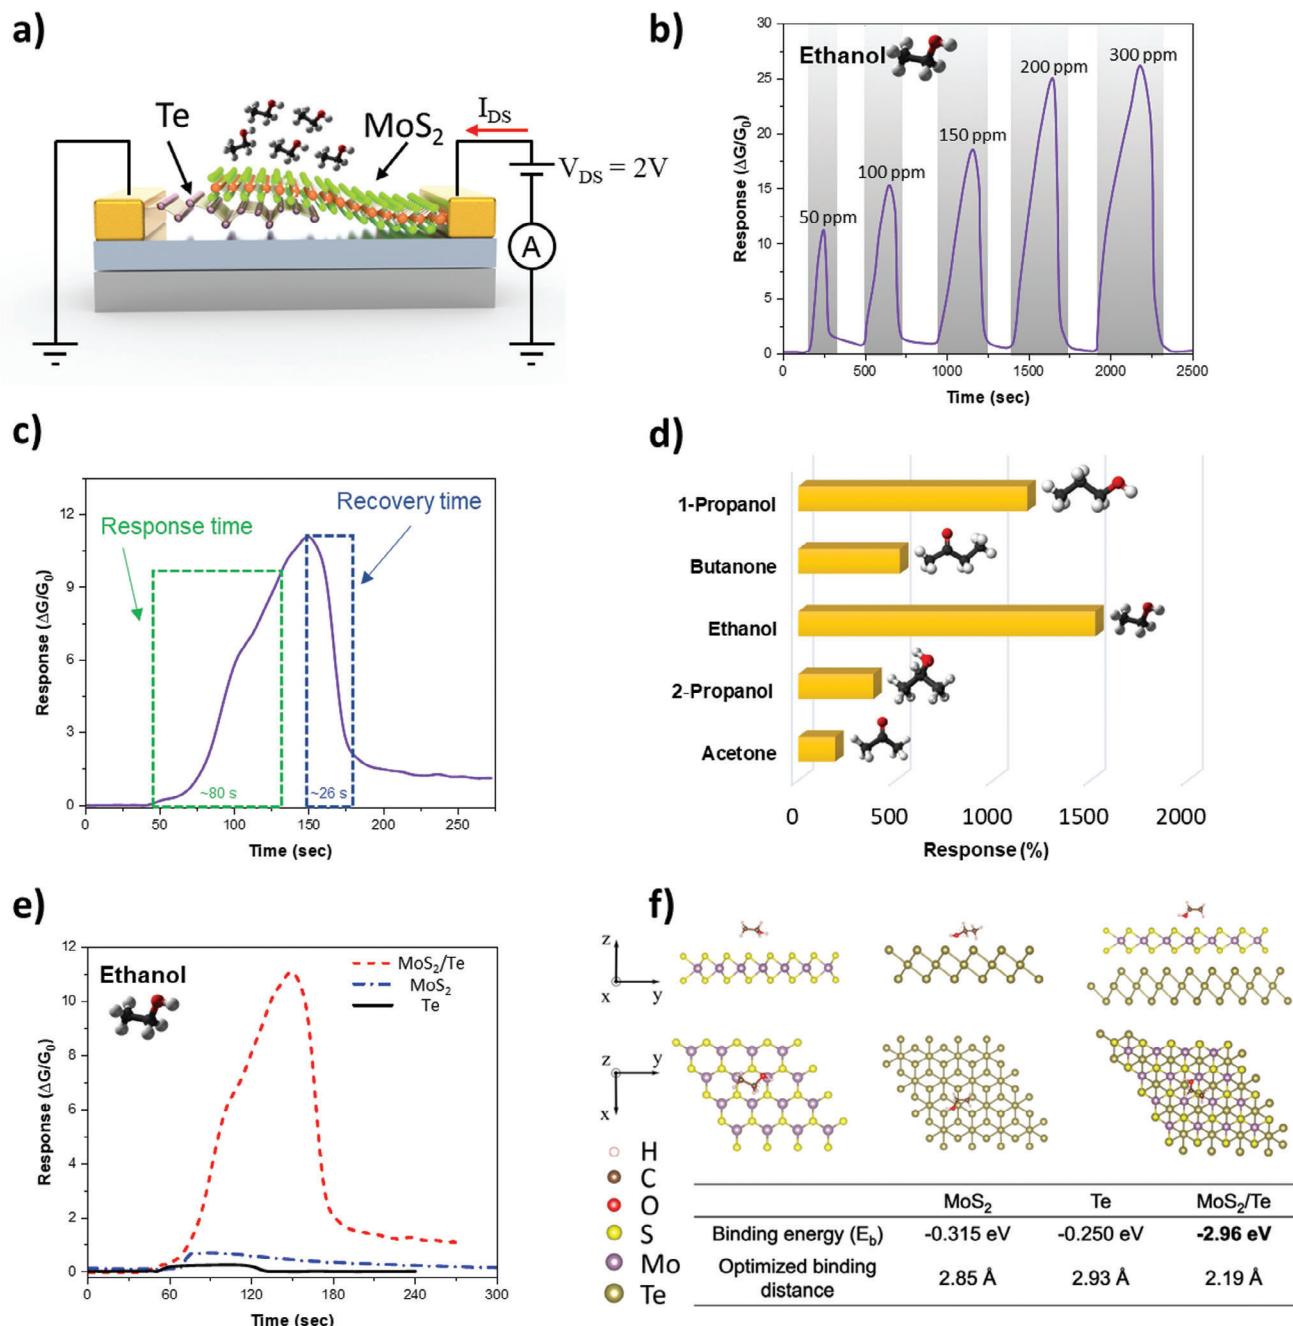 a)
Te
MoS2
IDS
VDS = 2V
A
b)
Ethanol
50 ppm
100 ppm
150 ppm
200 ppm
300 ppm
Response (ΔG/G0)
30
25
20
15
10
5
0
0 500 1000 1500 2000 2500
Time (sec)
c)
Response time
Recovery time
~80 s
~26 s
Response (ΔG/G0)
12
9
6
3
0
0 50 100 150 200 250
Time (sec)
d)
1-Propanol
Butanone
Ethanol
2-Propanol
Acetone
0 500 1000 1500 2000
Response (%)
e)
Ethanol
MoS2/Te
MoS2
Te
Response (ΔG/G0)
12
10
8
6
4
2
0
0 60 120 180 240 300
Time (sec)
f)
z
x y
z y
x
H
C
O
S
Mo
Te
MoS2 Te MoS2/Te
Binding energy (Eb) -0.315 eV -0.250 eV -2.96 eV
Optimized binding
distance 2.85 Å 2.93 Å 2.19 Å